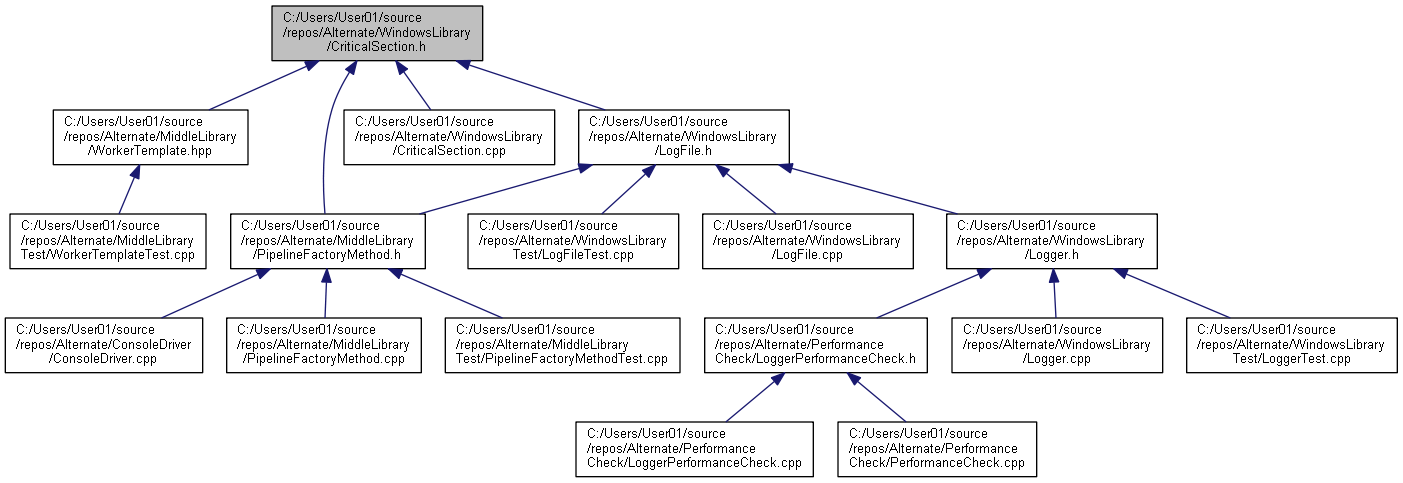 C:/Users/User01/source
/repos/Alternate/WindowsLibrary
/CriticalSection.h
C:/Users/User01/source
/repos/Alternate/MiddleLibrary
/WorkerTemplate.hpp
C:/Users/User01/source
/repos/Alternate/WindowsLibrary
/CriticalSection.cpp
C:/Users/User01/source
/repos/Alternate/WindowsLibrary
/LogFile.h
C:/Users/User01/source
/repos/Alternate/MiddleLibrary
Test/WorkerTemplateTest.cpp
C:/Users/User01/source
/repos/Alternate/MiddleLibrary
/PipelineFactoryMethod.h
C:/Users/User01/source
/repos/Alternate/WindowsLibrary
Test/LogFileTest.cpp
C:/Users/User01/source
/repos/Alternate/WindowsLibrary
/LogFile.cpp
C:/Users/User01/source
/repos/Alternate/WindowsLibrary
/Logger.h
C:/Users/User01/source
/repos/Alternate/ConsoleDriver
/ConsoleDriver.cpp
C:/Users/User01/source
/repos/Alternate/MiddleLibrary
/PipelineFactoryMethod.cpp
C:/Users/User01/source
/repos/Alternate/MiddleLibrary
Test/PipelineFactoryMethodTest.cpp
C:/Users/User01/source
/repos/Alternate/Performance
Check/LoggerPerformanceCheck.h
C:/Users/User01/source
/repos/Alternate/WindowsLibrary
/Logger.cpp
C:/Users/User01/source
/repos/Alternate/WindowsLibrary
Test/LoggerTest.cpp
C:/Users/User01/source
/repos/Alternate/Performance
Check/LoggerPerformanceCheck.cpp
C:/Users/User01/source
/repos/Alternate/Performance
Check/PerformanceCheck.cpp